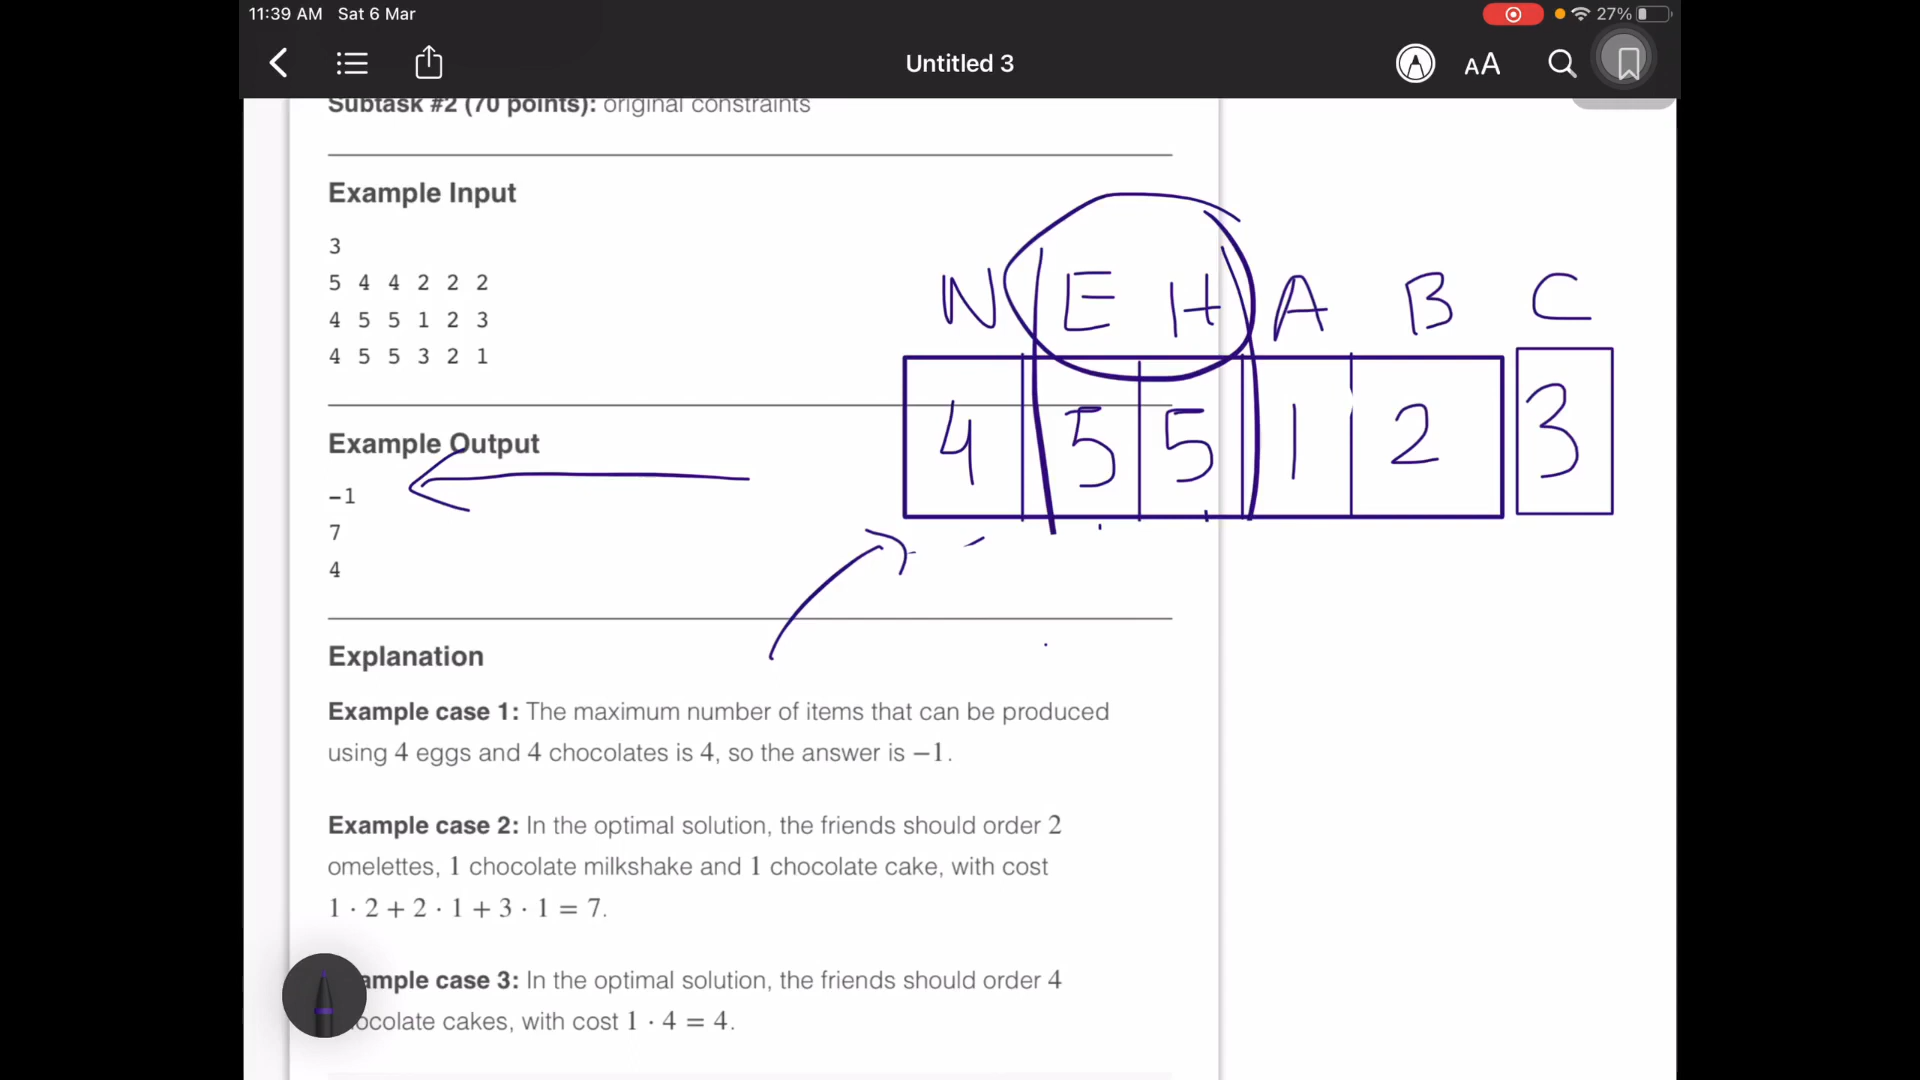 11:39 AM Sat 6 Mar 27%
Untitled 3 AA
Subtask #2 (70 points): original constraints
Example Input
3
5 4 4 2 2 2
4 5 5 1 2 3
4 5 5 3 2 1
N E H A B C
4 5 5 1 2 3
Example Output
-1
7
4
Explanation
Example case 1: The maximum number of items that can be produced
using 4 eggs and 4 chocolates is 4, so the answer is −1.
Example case 2: In the optimal solution, the friends should order 2
omelettes, 1 chocolate milkshake and 1 chocolate cake, with cost
1 · 2 + 2 · 1 + 3 · 1 = 7.
ample case 3: In the optimal solution, the friends should order 4
ocolate cakes, with cost 1 · 4 = 4.